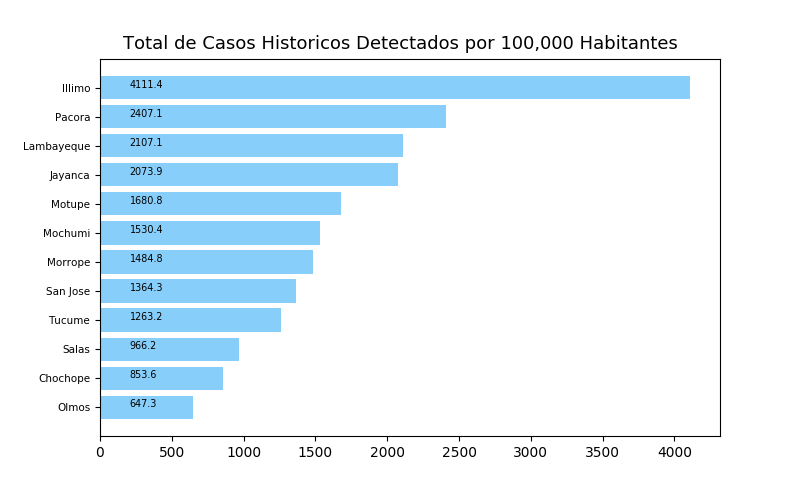 Total de Casos Historicos Detectados por 100,000 Habitantes
Illimo 4111.4
Pacora 2407.1
Lambayeque 2107.1
Jayanca 2073.9
Motupe 1680.8
Mochumi 1530.4
Morrope 1484.8
San Jose 1364.3
Tucume 1263.2
Salas 966.2
Chochope 853.6
Olmos 647.3
0 500 1000 1500 2000 2500 3000 3500 4000